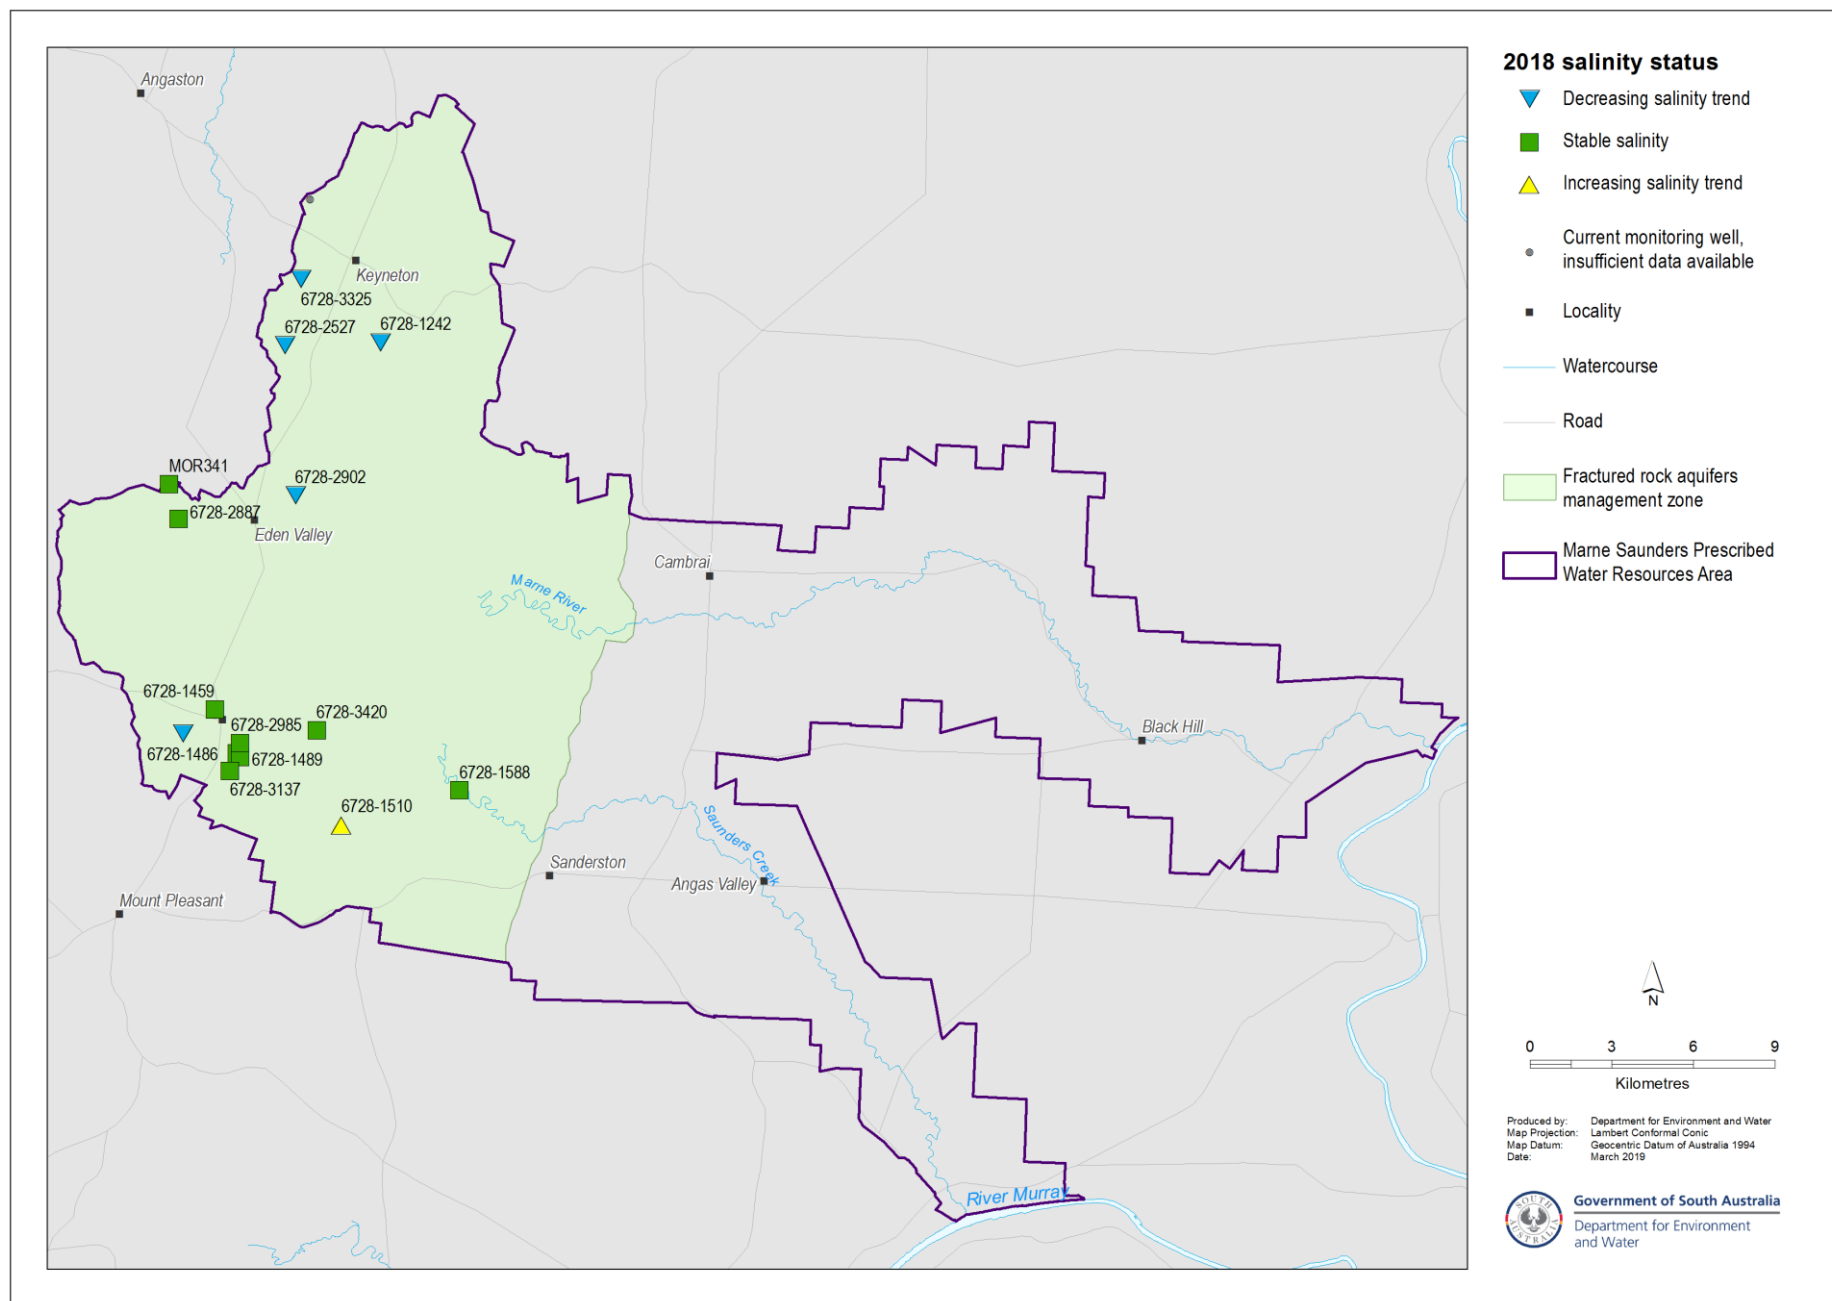 Angaston
Keyneton
6728-3325
6728-2527
6728-1242
MOR341
6728-2902
6728-2887
Eden Valley
Cambrai
Marne River
6728-1459
6728-2985
6728-3420
6728-1486
6728-1489
6728-3137
6728-1588
6728-1510
Black Hill
Saunders Creek
Sanderston
Angas Valley
Mount Pleasant
River Murray
2018 salinity status
Decreasing salinity trend
Stable salinity
Increasing salinity trend
Current monitoring well,
insufficient data available
Locality
Watercourse
Road
Fractured rock aquifers
management zone
Marne Saunders Prescribed
Water Resources Area
N
0 3 6 9
Kilometres
Produced by: Department for Environment and Water
Map Projection: Lambert Conformal Conic
Map Datum: Geocentric Datum of Australia 1994
Date: March 2019
SOUTH AUSTRALIA
Government of South Australia
Department for Environment
and Water